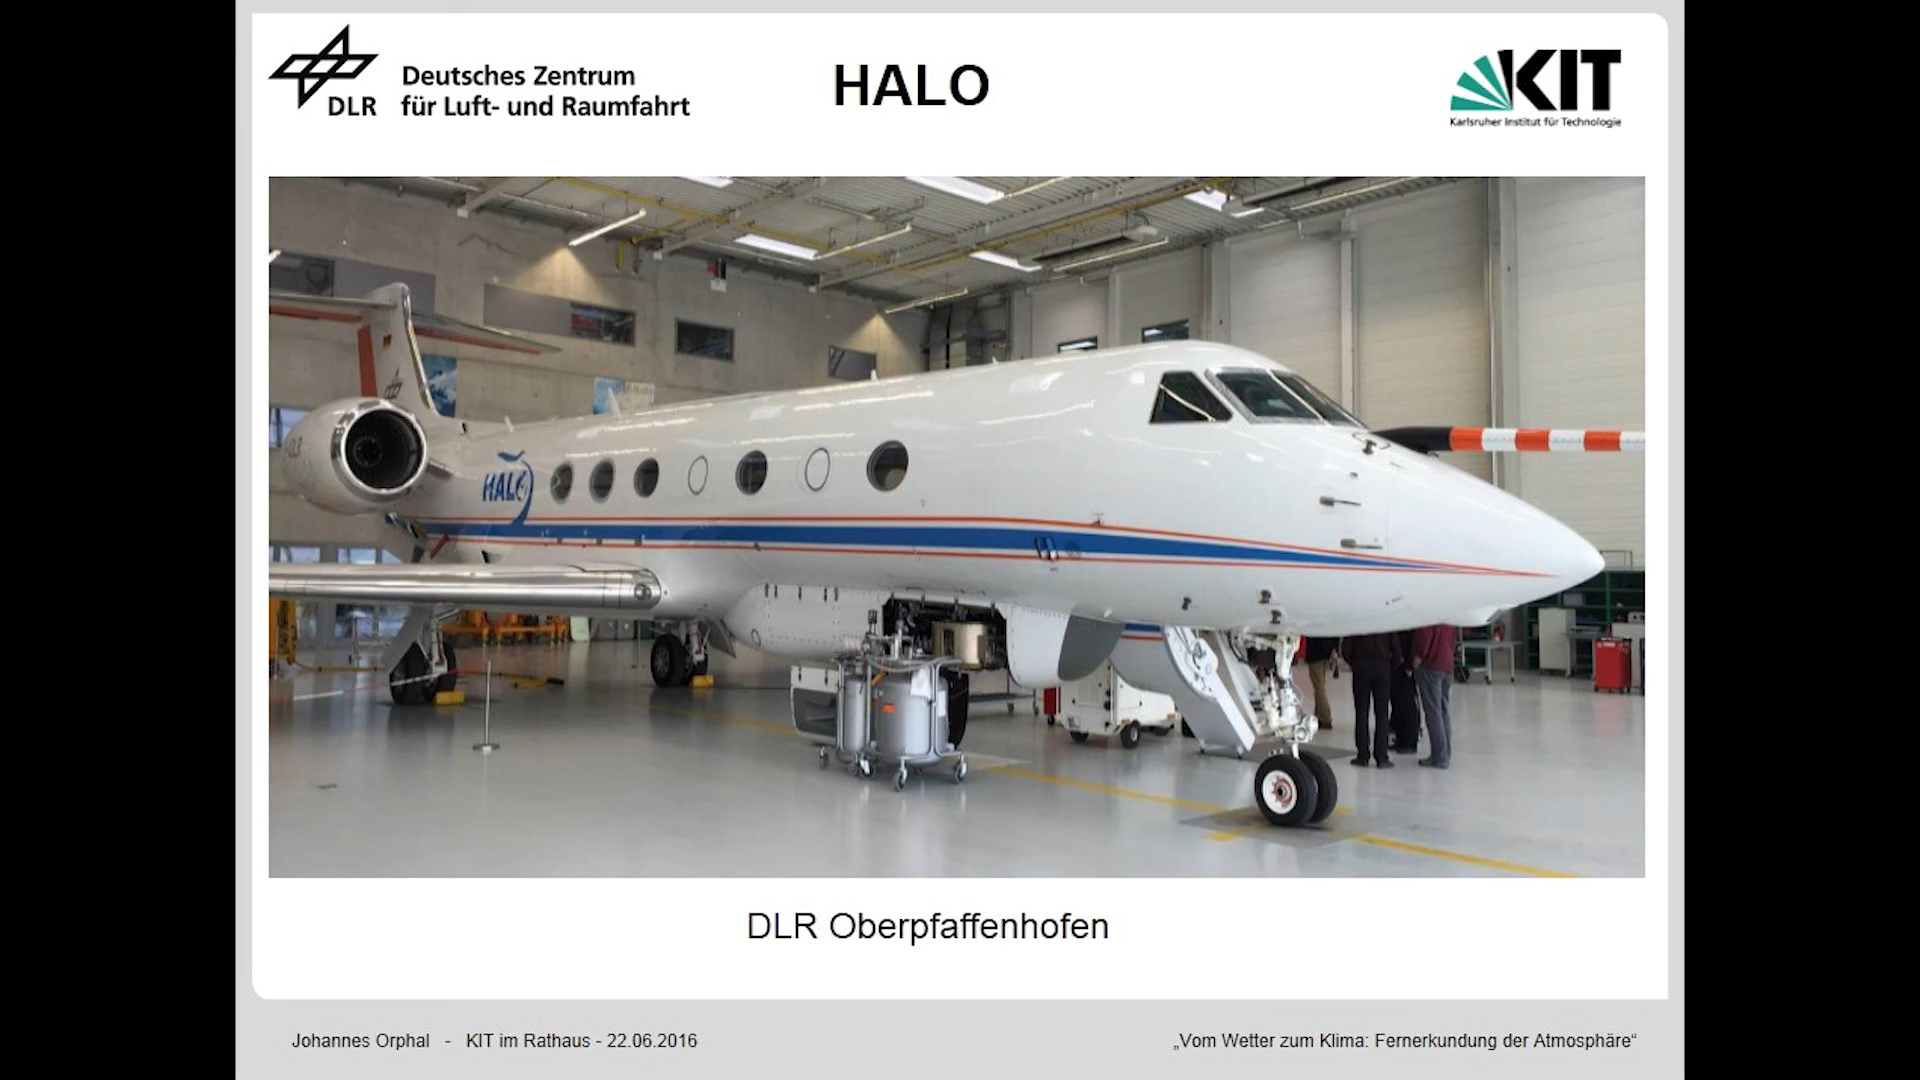 DLR
Deutsches Zentrum
für Luft- und Raumfahrt
HALO
KIT
Karlsruher Institut für Technologie
HALO
DLR Oberpfaffenhofen
Johannes Orphal - KIT im Rathaus - 22.06.2016
„Vom Wetter zum Klima: Fernerkundung der Atmosphäre“